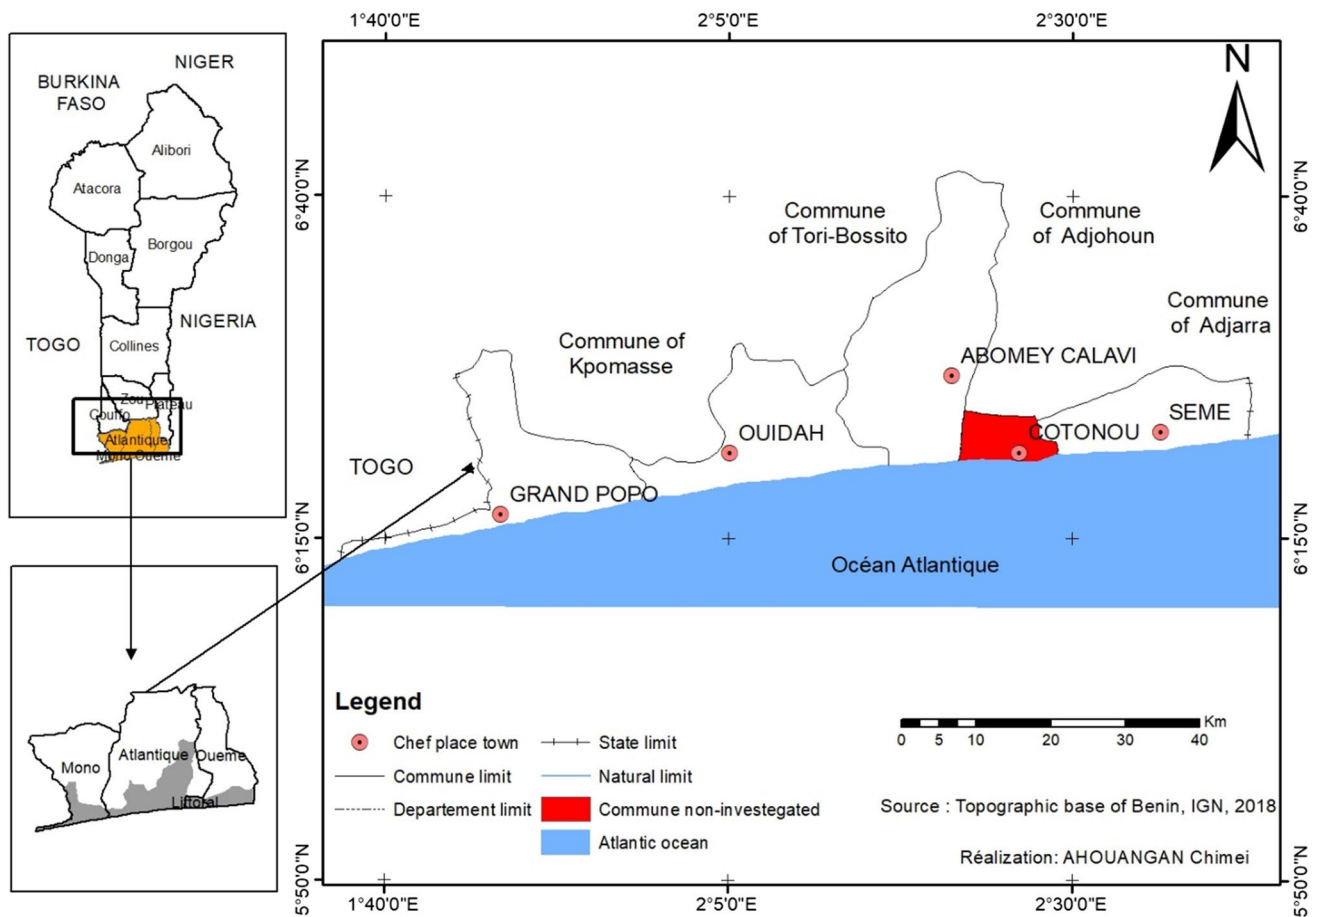 1°40'0"E
2°5'0"E
2°30'0"E
NIGER
BURKINA
FASO
Alibori
Atacora
Borgou
Donga
NIGERIA
TOGO
Collines
Zou
Plateau
Couffo
Atlantique
Mono
Oueme
N
6°40'0"N
6°40'0"N
Commune
of Tori-Bossito
Commune
of Adjohoun
Commune
of Adjarra
Commune of
Kpomasse
ABOMEY CALAVI
SEME
OUIDAH
COTONOU
TOGO
GRAND POPO
6°15'0"N
6°15'0"N
Océan Atlantique
Mono
Atlantique
Oueme
Littoral
Legend
Chef place town
State limit
Commune limit
Natural limit
Departement limit
Commune non-investegated
Atlantic ocean
Km
0 5 10 20 30 40
Source : Topographic base of Benin, IGN, 2018
Réalization: AHOUANGAN Chimei
5°50'0"N
5°50'0"N
1°40'0"E
2°5'0"E
2°30'0"E